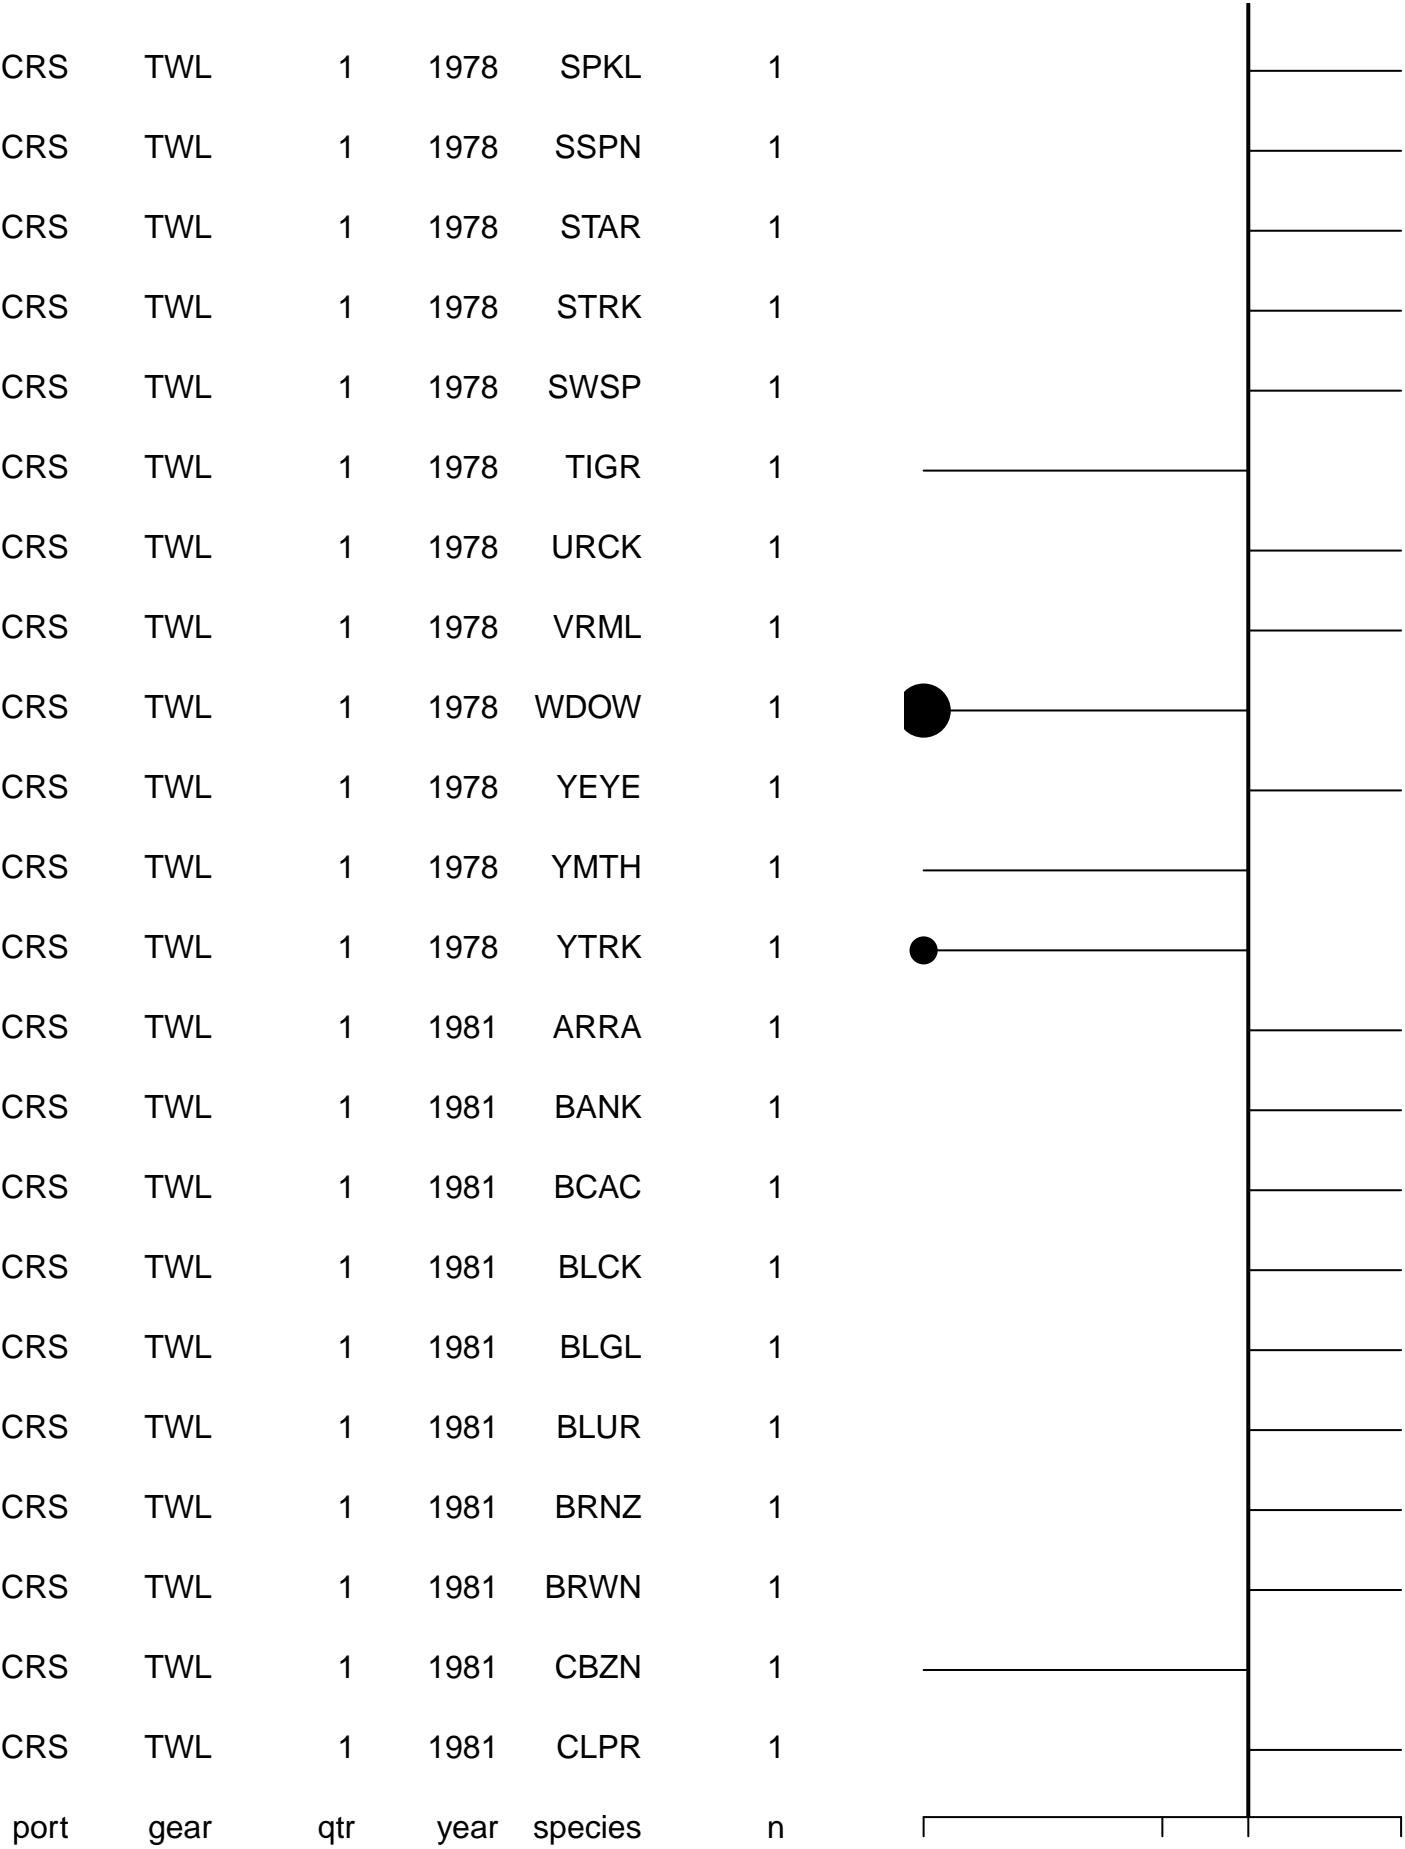 CRS TWL 1 1978 SPKL 1
CRS TWL 1 1978 SSPN 1
CRS TWL 1 1978 STAR 1
CRS TWL 1 1978 STRK 1
CRS TWL 1 1978 SWSP 1
CRS TWL 1 1978 TIGR 1
CRS TWL 1 1978 URCK 1
CRS TWL 1 1978 VRML 1
CRS TWL 1 1978 WDOW 1
CRS TWL 1 1978 YEYE 1
CRS TWL 1 1978 YMTH 1
CRS TWL 1 1978 YTRK 1
CRS TWL 1 1981 ARRA 1
CRS TWL 1 1981 BANK 1
CRS TWL 1 1981 BCAC 1
CRS TWL 1 1981 BLCK 1
CRS TWL 1 1981 BLGL 1
CRS TWL 1 1981 BLUR 1
CRS TWL 1 1981 BRNZ 1
CRS TWL 1 1981 BRWN 1
CRS TWL 1 1981 CBZN 1
CRS TWL 1 1981 CLPR 1
port gear qtr year species n